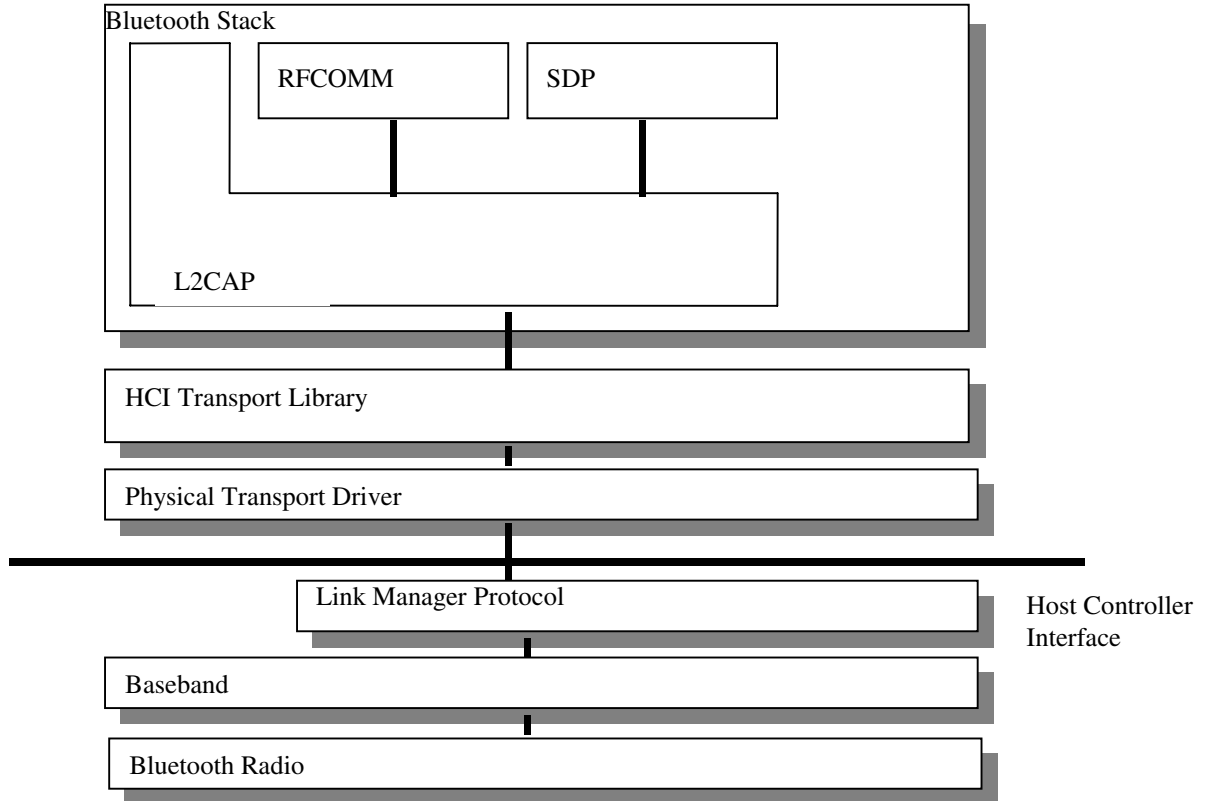 Bluetooth Stack
RFCOMM
SDP
L2CAP
HCI Transport Library
Physical Transport Driver
Link Manager Protocol
Host Controller
Interface
Baseband
Bluetooth Radio